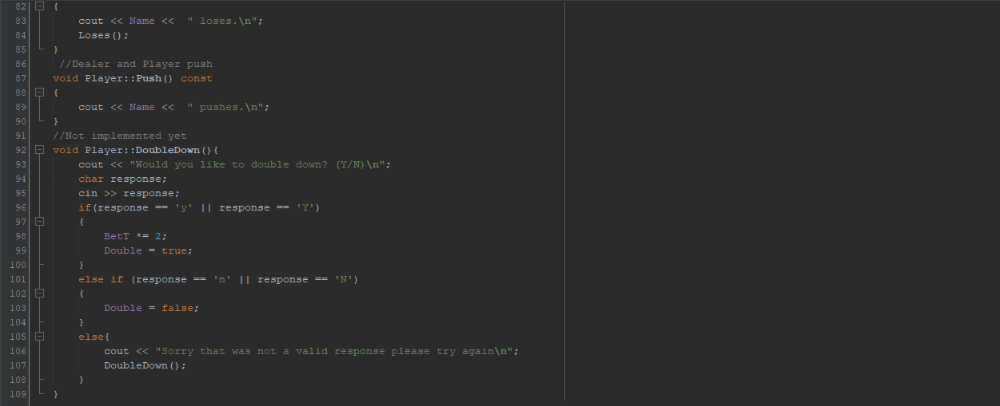 82 {
83     cout << Name <<  " loses.\n";
84     Loses();
85 }
86  //Dealer and Player push
87 void Player::Push() const
88 {
89     cout << Name <<  " pushes.\n";
90 }
91 //Not implemented yet
92 void Player::DoubleDown(){
93     cout << "Would you like to double down? (Y/N)\n";
94     char response;
95     cin >> response;
96     if(response == 'y' || response == 'Y')
97     {
98         BetT *= 2;
99         Double = true;
100     }
101     else if (response == 'n' || response == 'N')
102     {
103         Double = false;
104     }
105     else{
106         cout << "Sorry that was not a valid response please try again\n";
107         DoubleDown();
108     }
109 }